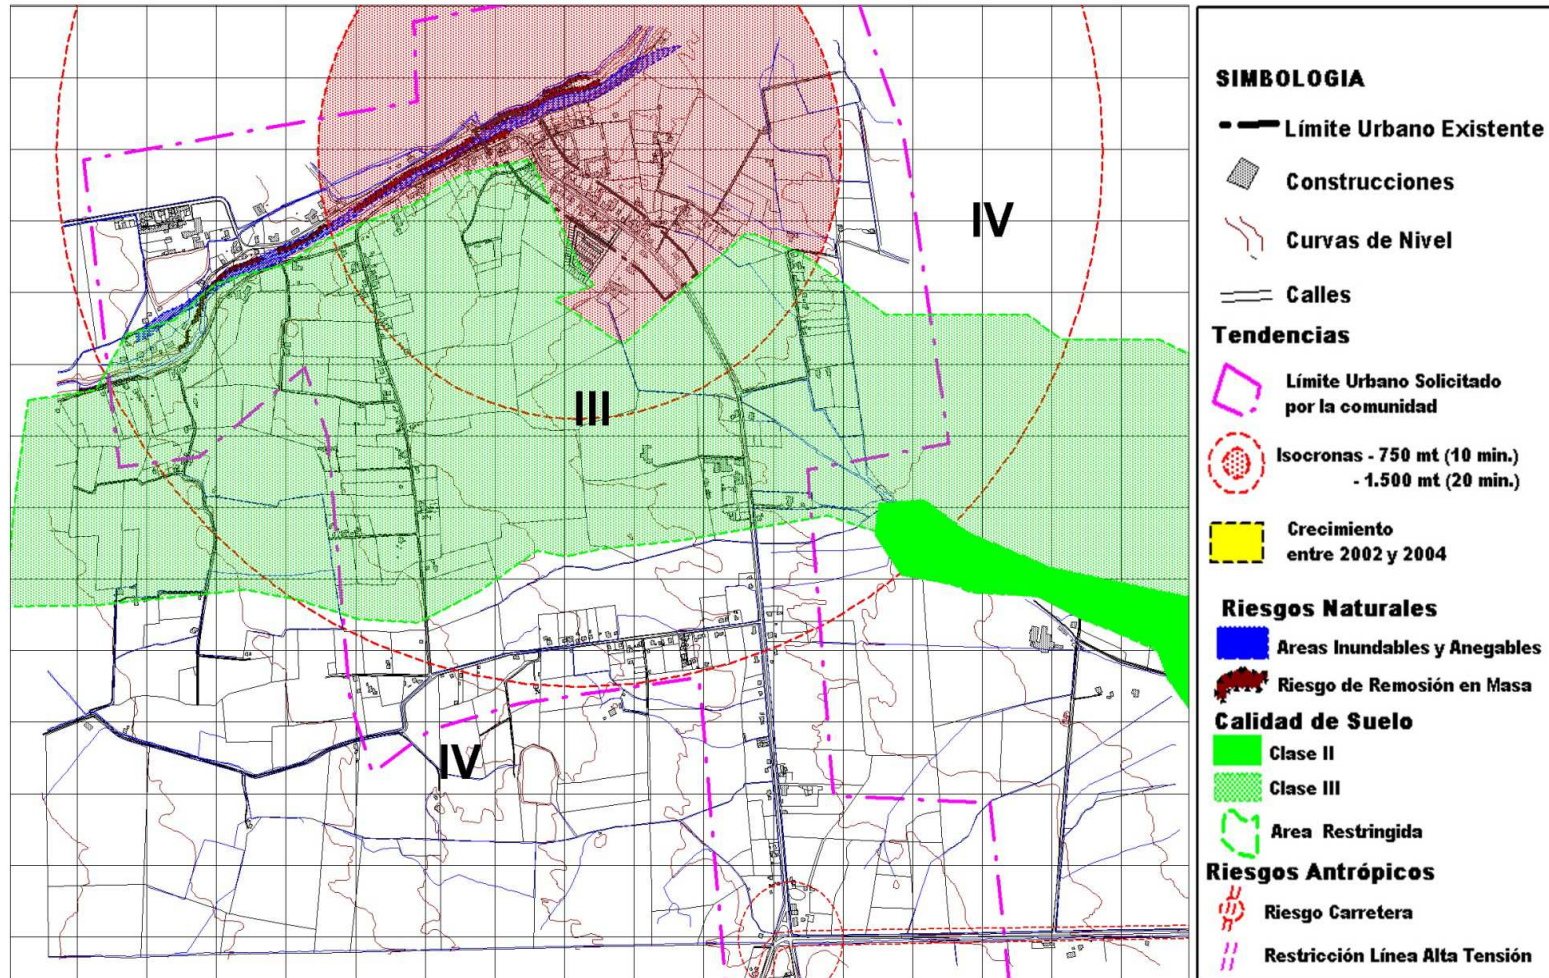 IV
III
IV
SIMBOLOGIA
Límite Urbano Existente
Construcciones
Curvas de Nivel
Calles
Tendencias
Límite Urbano Solicitado
por la comunidad
Isocronas - 750 mt (10 min.)
- 1.500 mt (20 min.)
Crecimiento
entre 2002 y 2004
Riesgos Naturales
Areas Inundables y Anegables
Riesgo de Remosión en Masa
Calidad de Suelo
Clase II
Clase III
Area Restringida
Riesgos Antrópicos
Riesgo Carretera
Restricción Línea Alta Tensión